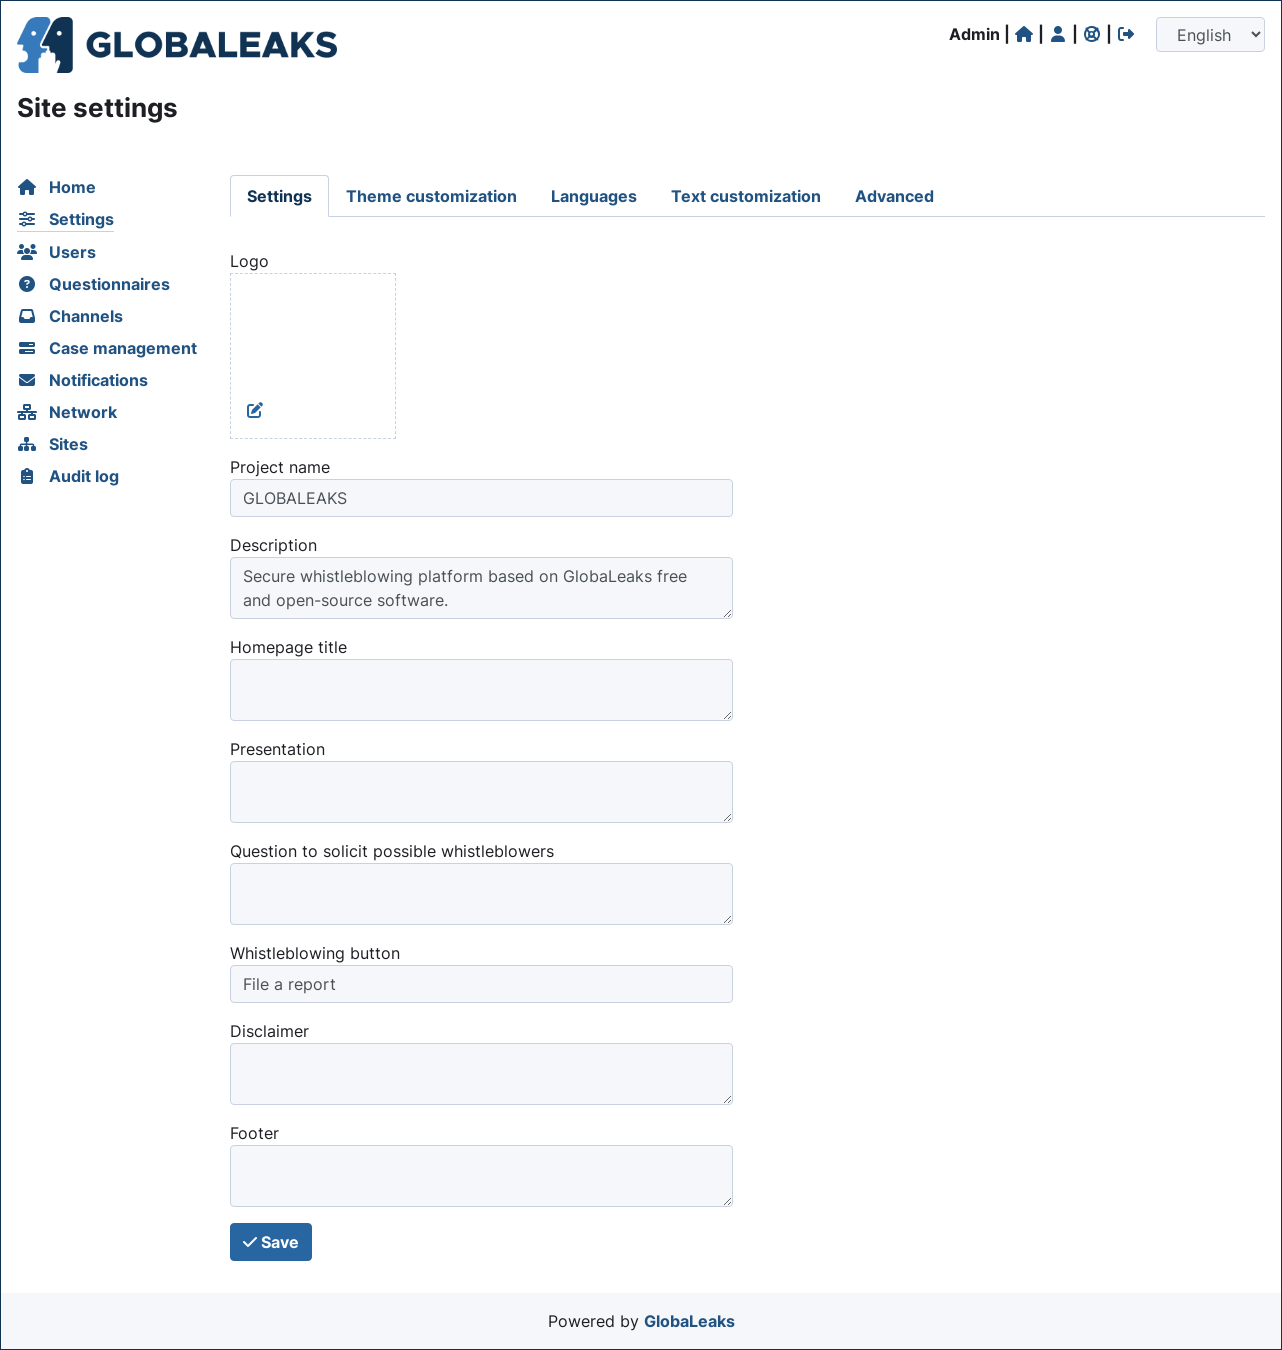 GLOBALEAKS
Admin | | | |
English
Site settings
Home
Settings
Users
Questionnaires
Channels
Case management
Notifications
Network
Sites
Audit log
Settings
Theme customization
Languages
Text customization
Advanced
Logo
Project name
GLOBALEAKS
Description
Secure whistleblowing platform based on GlobaLeaks free
and open-source software.
Homepage title
Presentation
Question to solicit possible whistleblowers
Whistleblowing button
File a report
Disclaimer
Footer
Save
Powered by GlobaLeaks